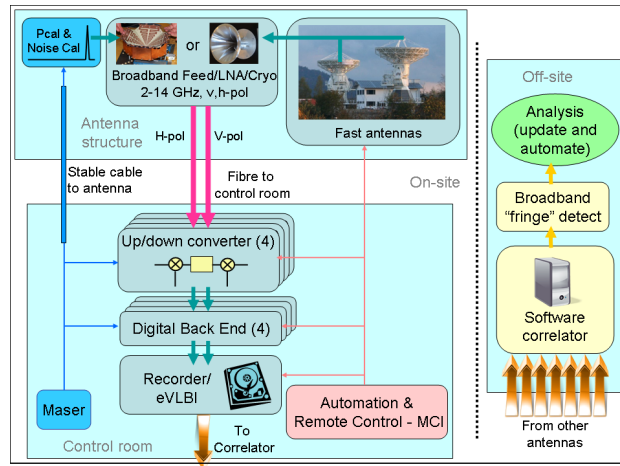 Pcal &
Noise Cal
or
Broadband Feed/LNA/Cryo
2-14 GHz, v,h-pol
Fast antennas
Antenna
structure
H-pol
V-pol
Stable cable
to antenna
Fibre to
control room
On-site
Up/down converter (4)
Digital Back End (4)
Recorder/
eVLBI
Maser
Control room
To
Correlator
Automation &
Remote Control - MCI
Off-site
Analysis
(update and
automate)
Broadband
“fringe” detect
Software
correlator
From other
antennas